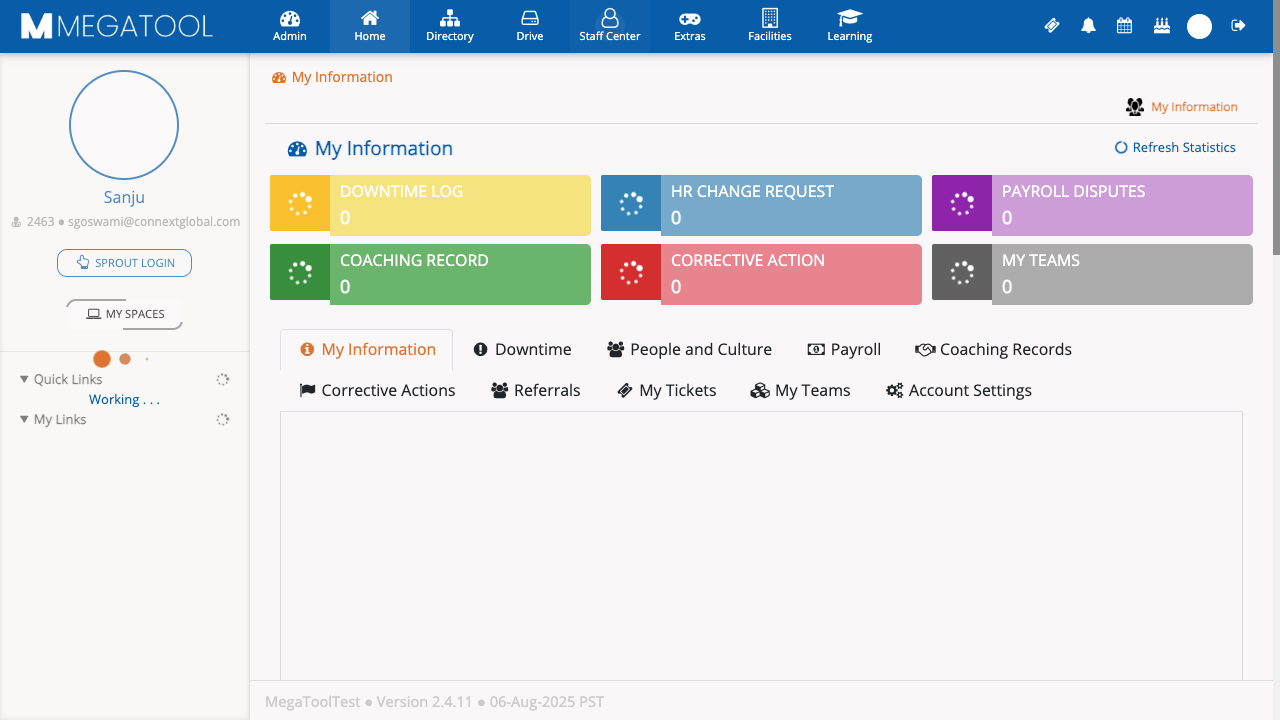 MEGATOOL
Admin
Home
Directory
Drive
Staff Center
Extras
Facilities
Learning
Sanju
2463 ● sgoswami@connextglobal.com
SPROUT LOGIN
MY SPACES
Quick Links
Working . . .
My Links
My Information
My Information
My Information
Refresh Statistics
DOWNTIME LOG
0
HR CHANGE REQUEST
0
PAYROLL DISPUTES
0
COACHING RECORD
0
CORRECTIVE ACTION
0
MY TEAMS
0
My Information
Downtime
People and Culture
Payroll
Coaching Records
Corrective Actions
Referrals
My Tickets
My Teams
Account Settings
MegaToolTest ● Version 2.4.11 ● 06-Aug-2025 PST